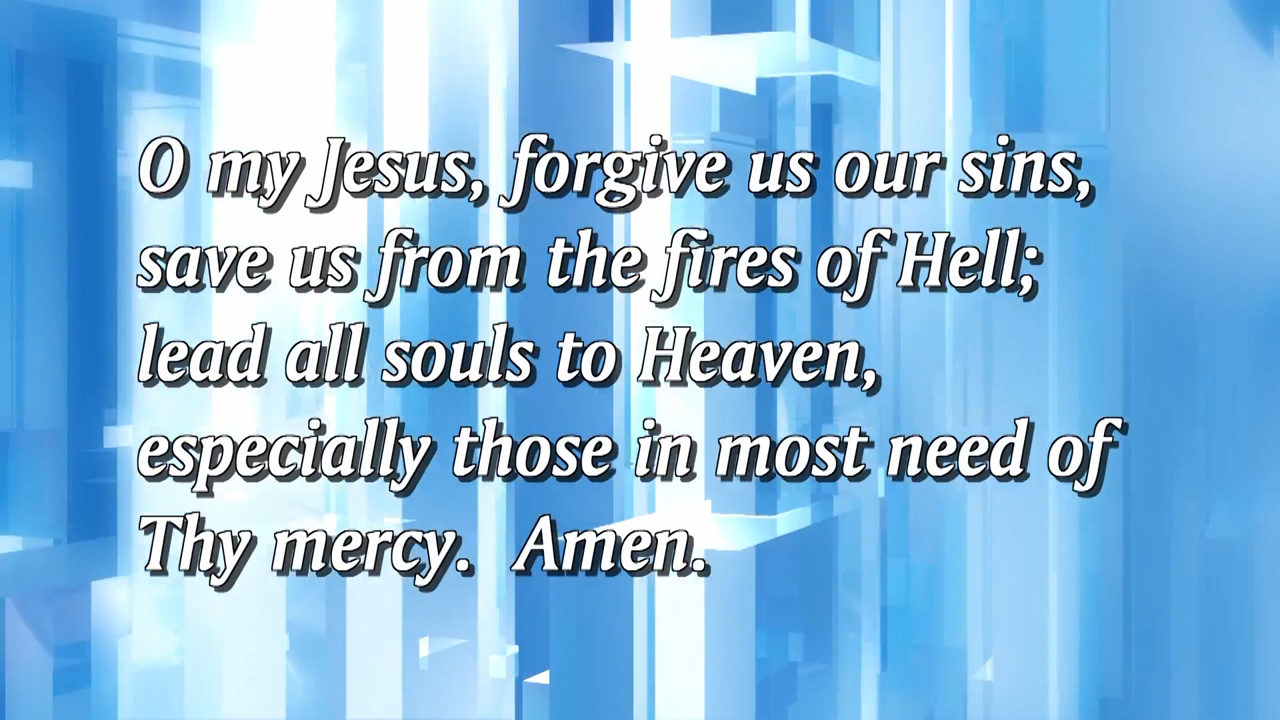 O my Jesus, forgive us our sins,
save us from the fires of Hell;
lead all souls to Heaven,
especially those in most need of
Thy mercy.  Amen.